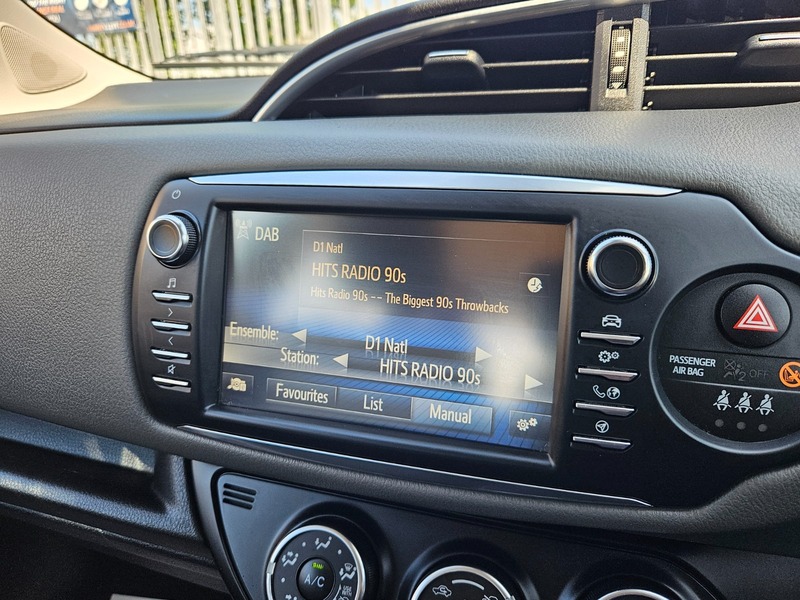 DAB
D1 Natl
HITS RADIO 90s
Hits Radio 90s -- The Biggest 90s Throwbacks
Ensemble: D1 Natl
Station: HITS RADIO 90s
Favourites List Manual
PASSENGER
AIR BAG
2 OFF
A/C